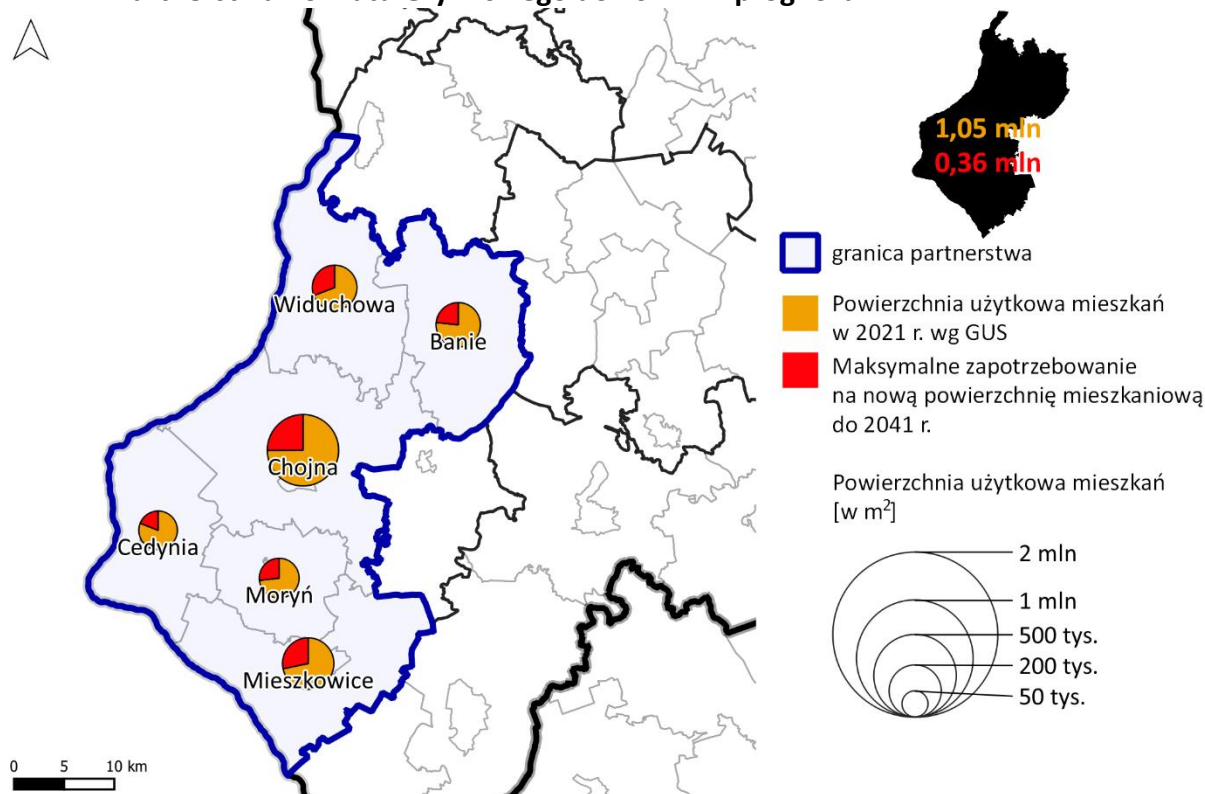 1,05 mln
0,36 mln
granica partnerstwa
Powierzchnia użytkowa mieszkań
w 2021 r. wg GUS
Maksymalne zapotrzebowanie
na nową powierzchnię mieszkaniową
do 2041 r.
Powierzchnia użytkowa mieszkań
[w m²]
2 mln
1 mln
500 tys.
200 tys.
50 tys.
Widuchowa
Banie
Chojna
Cedynia
Moryń
Mieszkowice
0 5 10 km